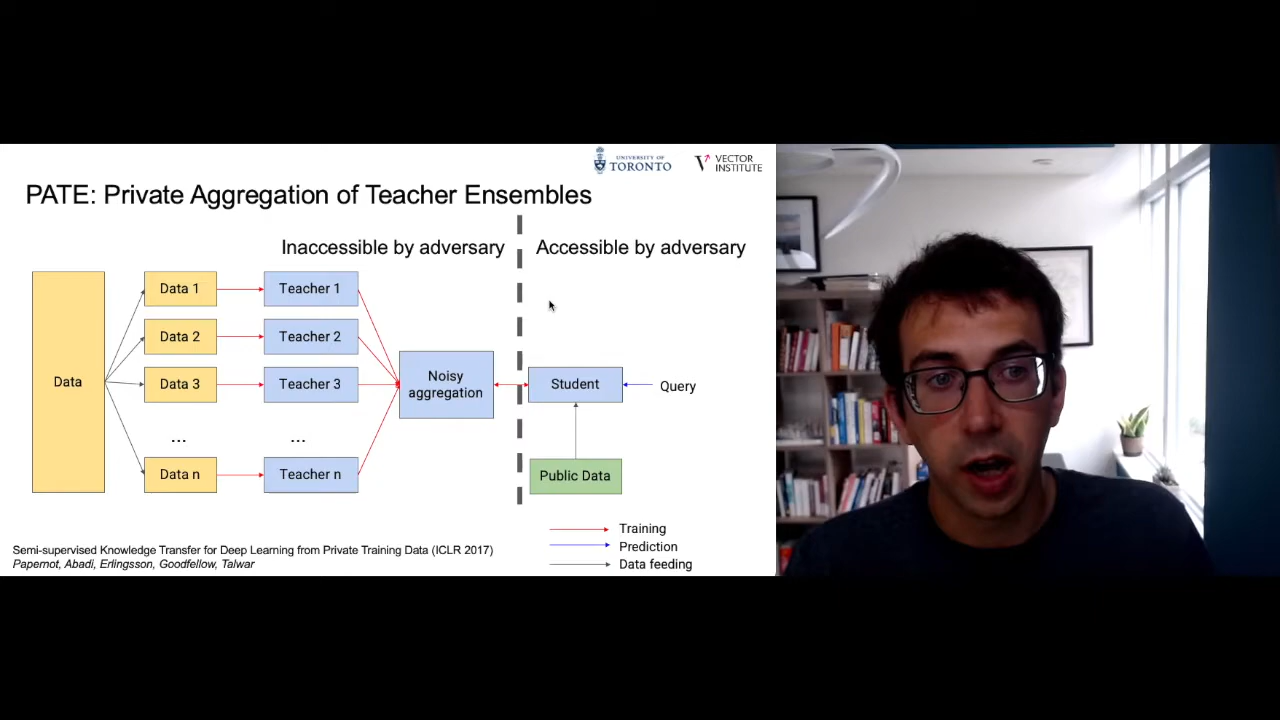 UNIVERSITY OF
TORONTO
VECTOR
INSTITUTE
PATE: Private Aggregation of Teacher Ensembles
Inaccessible by adversary
Accessible by adversary
Data
Data 1
Teacher 1
Data 2
Teacher 2
Data 3
Teacher 3
...
...
Data n
Teacher n
Noisy
aggregation
Student
Query
Public Data
Training
Prediction
Data feeding
Semi-supervised Knowledge Transfer for Deep Learning from Private Training Data (ICLR 2017)
Papernot, Abadi, Erlingsson, Goodfellow, Talwar